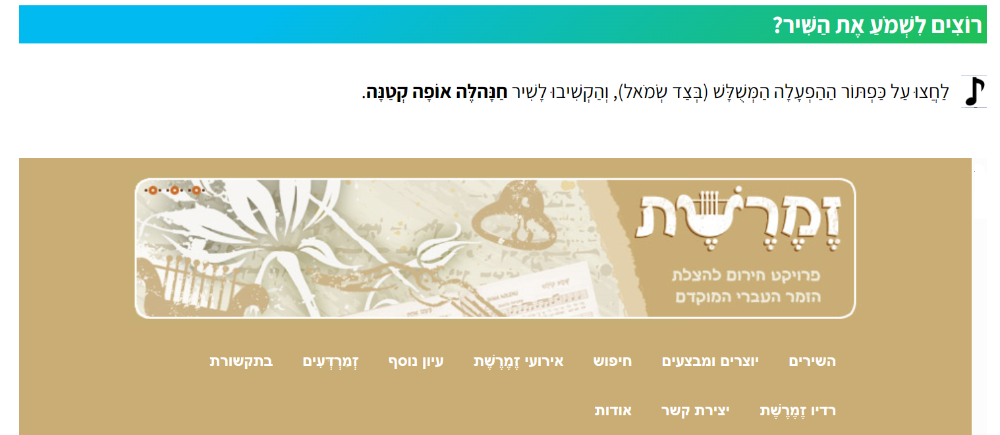 רוֹצִים לִשְׁמֹעַ אֶת הַשִּׁיר?
לַחֲצוּ עַל כַּפְתּוֹר הַהַפְעָלָה הַמְּשֻׁלָּשׁ (בְּצַד שְׂמֹאל), וְהַקְשִׁיבוּ לָשִׁיר חַנָּהלֶּה אוֹפָה קְטַנָּה.
זֶמֶרֶשֶׁת
פרויקט חירום להצלת
הזמר העברי המוקדם
השירים יוצרים ומבצעים חיפוש אירועי זֶמֶרֶשֶׁת עיון נוסף זְמַרְדְּעִים בתקשורת
רדיו זֶמֶרֶשֶׁת יצירת קשר אודות